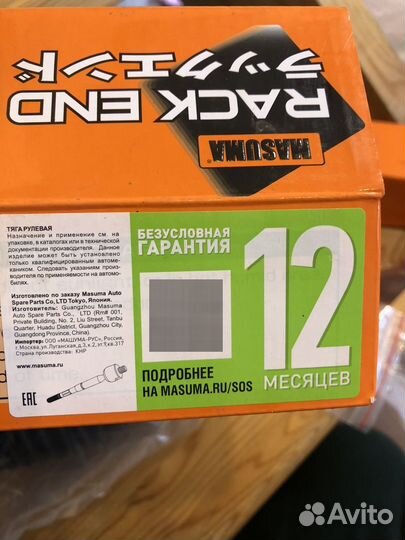 RACK END
ラックエンド
MASUMA®
ТЯГА РУЛЕВАЯ
Назначение и применение см. на
упаковке, в каталогах или в технической
документации производителя. Данное
изделие может быть установлено
только квалифицированным автоме-
хаником. Следовать указаниям произ-
водителя по применяемости на автомо-
билях.
Изготовлено по заказу Masuma Auto
Spare Parts Co, LTD Tokyo, Япония.
Изготовитель: Guangzhou Masuma
Auto Spare Parts Co., LTD (Rm# 001,
Private Building, No. 2, Liu Street, Tanbu
Quarter, Huadu District, Guangzhou City,
Guangdong Province, China)
Импортер: ООО «МАШУМА-РУС», Россия,
г.Москва,ул.Луганская,д.3,к.2,эт.1,кв.317
Страна производства: КНР
www.masuma.ru
EAC
БЕЗУСЛОВНАЯ
ГАРАНТИЯ
12
МЕСЯЦЕВ
ПОДРОБНЕЕ
НА MASUMA.RU/SOS
Avito